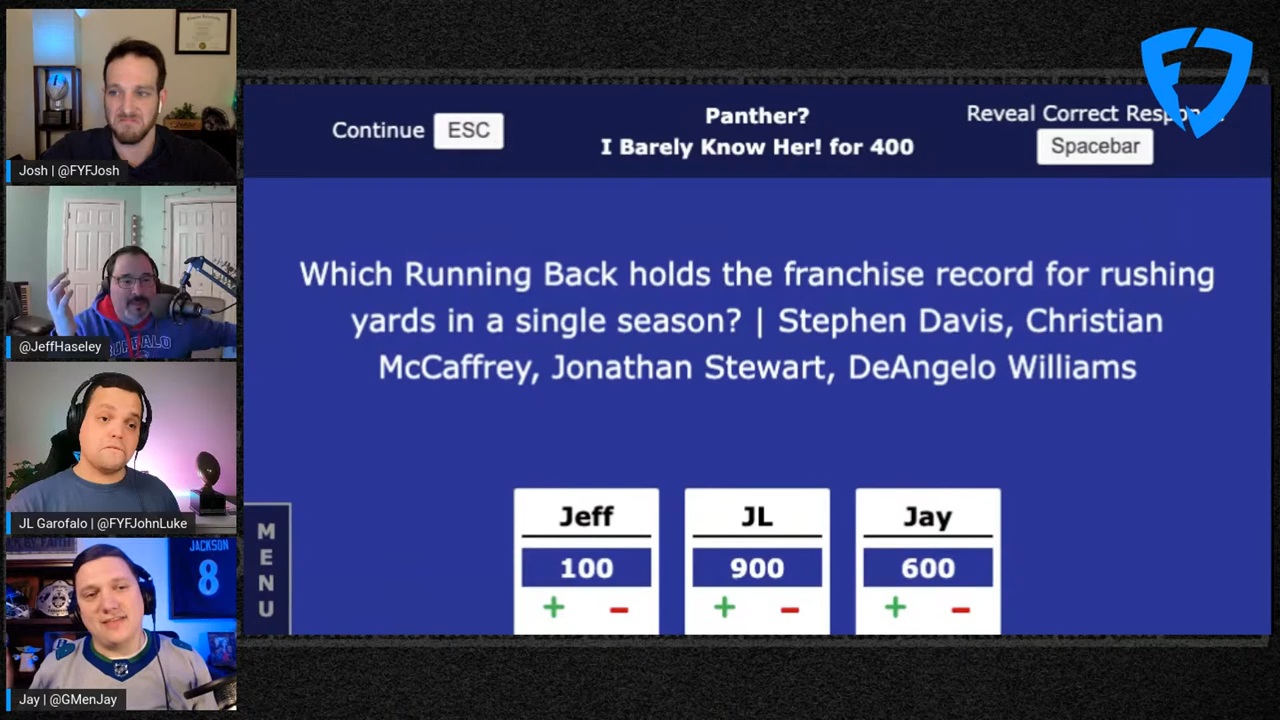 Josh | @FYFJosh
@JeffHaseley
BUFFALO
JL Garofalo | @FYFJohnLuke
JACKSON
8
Jay | @GMenJay
Continue ESC
Panther?
I Barely Know Her! for 400
Reveal Correct
Spacebar
Which Running Back holds the franchise record for rushing
yards in a single season? | Stephen Davis, Christian
McCaffrey, Jonathan Stewart, DeAngelo Williams
MENU
Jeff
100
+ −
JL
900
+ −
Jay
600
+ −